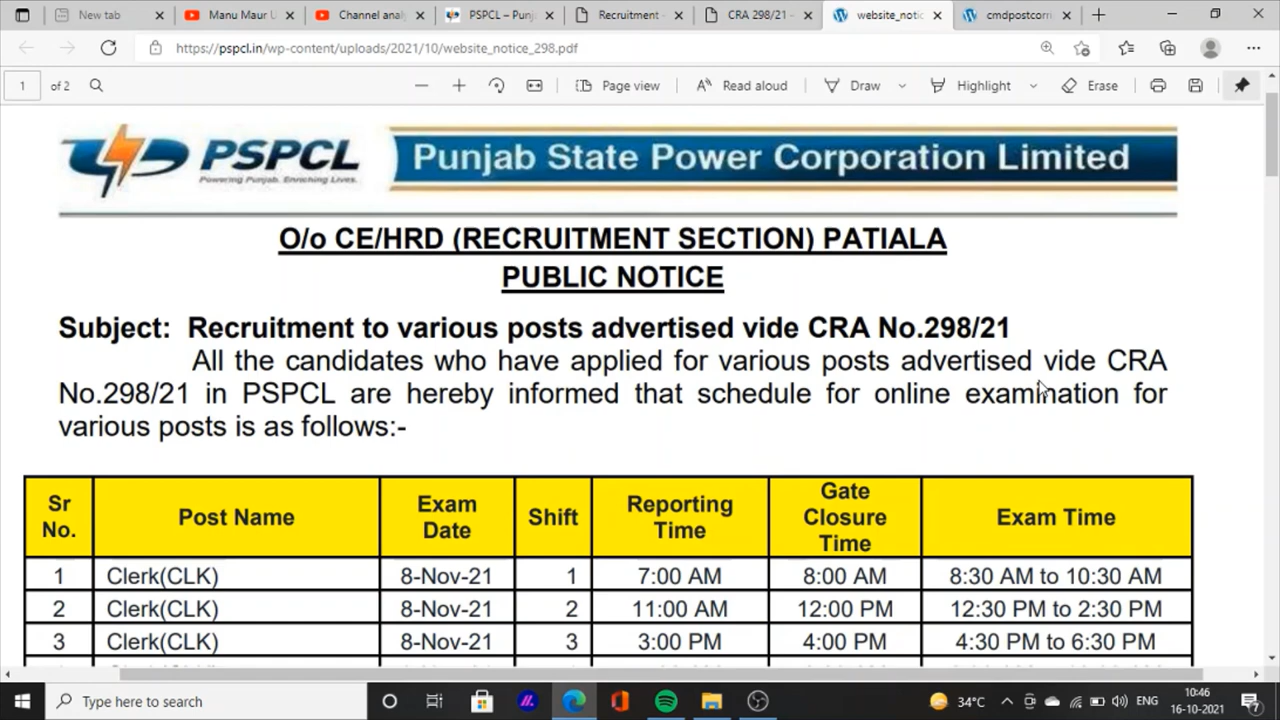 New tab
Manu Maur U
Channel analy
PSPCL – Punj
Recruitment
CRA 298/21 -
website_notic
cmdpostcorri
https://pspcl.in/wp-content/uploads/2021/10/website_notice_298.pdf
1 of 2 Page view Read aloud Draw Highlight Erase
PSPCL
Powering Punjab. Enriching Lives.
Punjab State Power Corporation Limited
O/o CE/HRD (RECRUITMENT SECTION) PATIALA
PUBLIC NOTICE
Subject: Recruitment to various posts advertised vide CRA No.298/21
All the candidates who have applied for various posts advertised vide CRA
No.298/21 in PSPCL are hereby informed that schedule for online examination for
various posts is as follows:-
Sr No. Post Name Exam Date Shift Reporting Time Gate Closure Time Exam Time
1 Clerk(CLK) 8-Nov-21 1 7:00 AM 8:00 AM 8:30 AM to 10:30 AM
2 Clerk(CLK) 8-Nov-21 2 11:00 AM 12:00 PM 12:30 PM to 2:30 PM
3 Clerk(CLK) 8-Nov-21 3 3:00 PM 4:00 PM 4:30 PM to 6:30 PM
Type here to search
34°C
ENG
10:46
16-10-2021
7